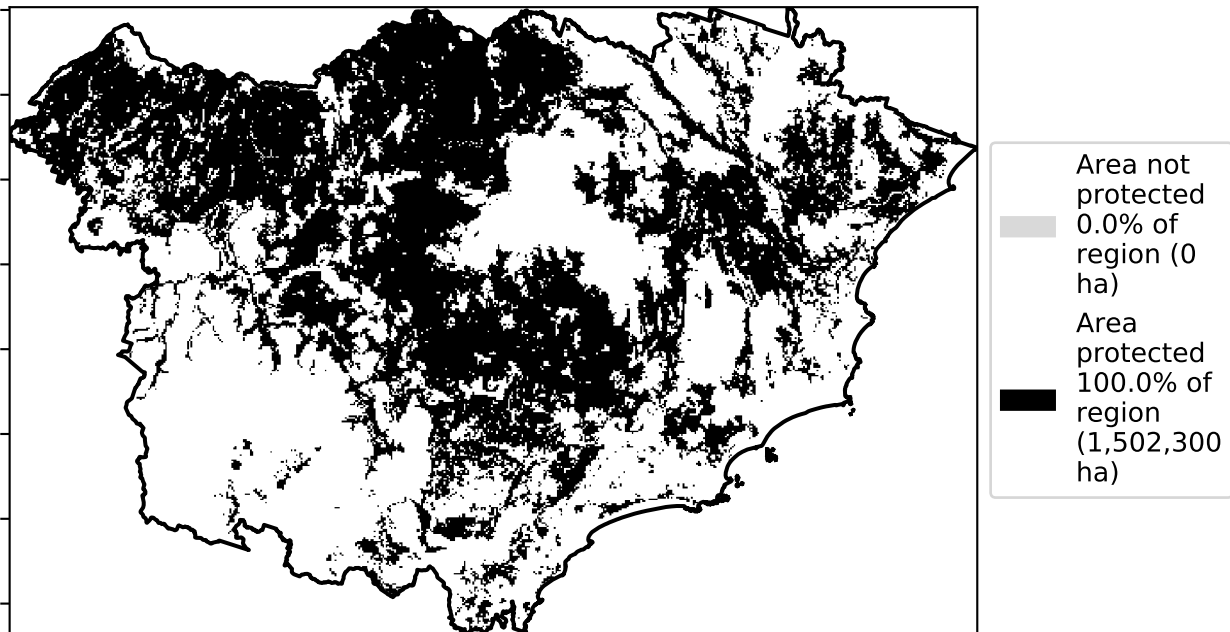 Area not
protected
0.0% of
region (0
ha)
Area
protected
100.0% of
region
(1,502,300
ha)